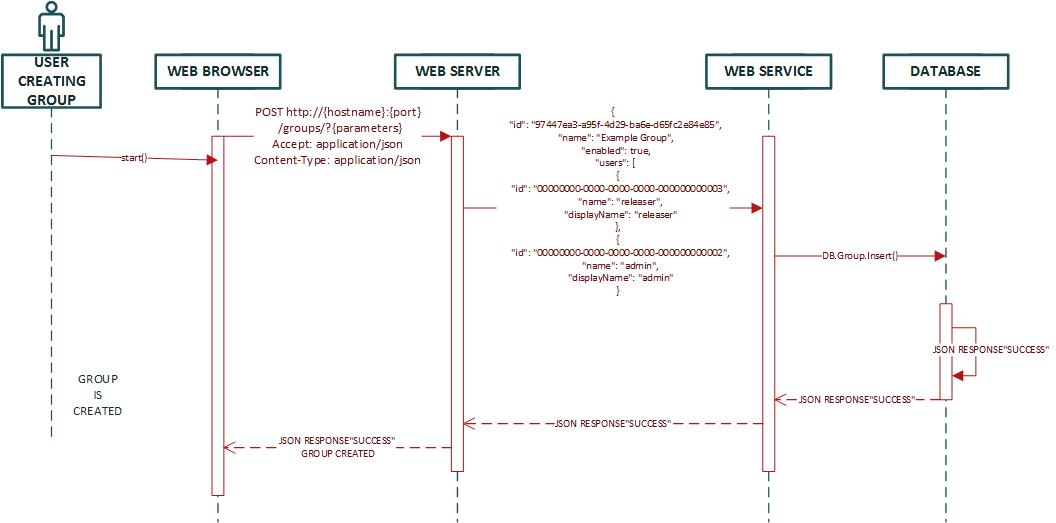 USER
CREATING
GROUP
WEB BROWSER
WEB SERVER
WEB SERVICE
DATABASE
POST http://{hostname}:{port}
/groups/?{parameters}
Accept: application/json
Content-Type: application/json
start()
{
"id": "97447ea3-a95f-4d29-ba6e-d65fc2e84e85",
"name": "Example Group",
"enabled": true,
"users": [
{
"id": "00000000-0000-0000-0000-000000000003",
"name": "releaser",
"displayName": "releaser"
},
{
"id": "00000000-0000-0000-0000-000000000002",
"name": "admin",
"displayName": "admin"
}
DB.Group.Insert()
JSON RESPONSE"SUCCESS"
GROUP
IS
CREATED
JSON RESPONSE"SUCCESS"
JSON RESPONSE"SUCCESS"
JSON RESPONSE"SUCCESS"
GROUP CREATED